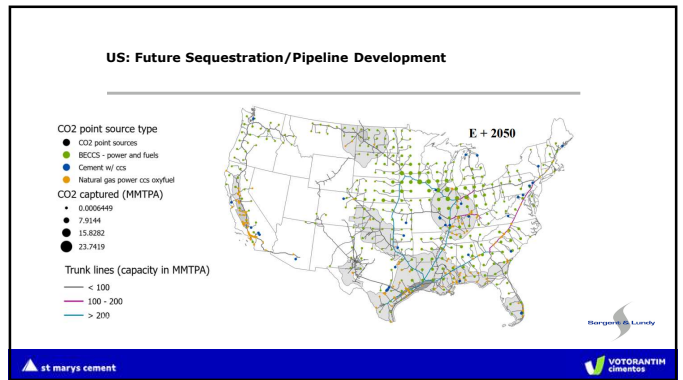 US: Future Sequestration/Pipeline Development
E + 2050
CO2 point source type
CO2 point sources
BECCS - power and fuels
Cement w/ ccs
Natural gas power ccs oxyfuel
CO2 captured (MMTPA)
0.0006449
7.9144
15.8282
23.7419
Trunk lines (capacity in MMTPA)
< 100
100 - 200
> 200
Sargent & Lundy
st marys cement
VOTORANTIM
cimentos